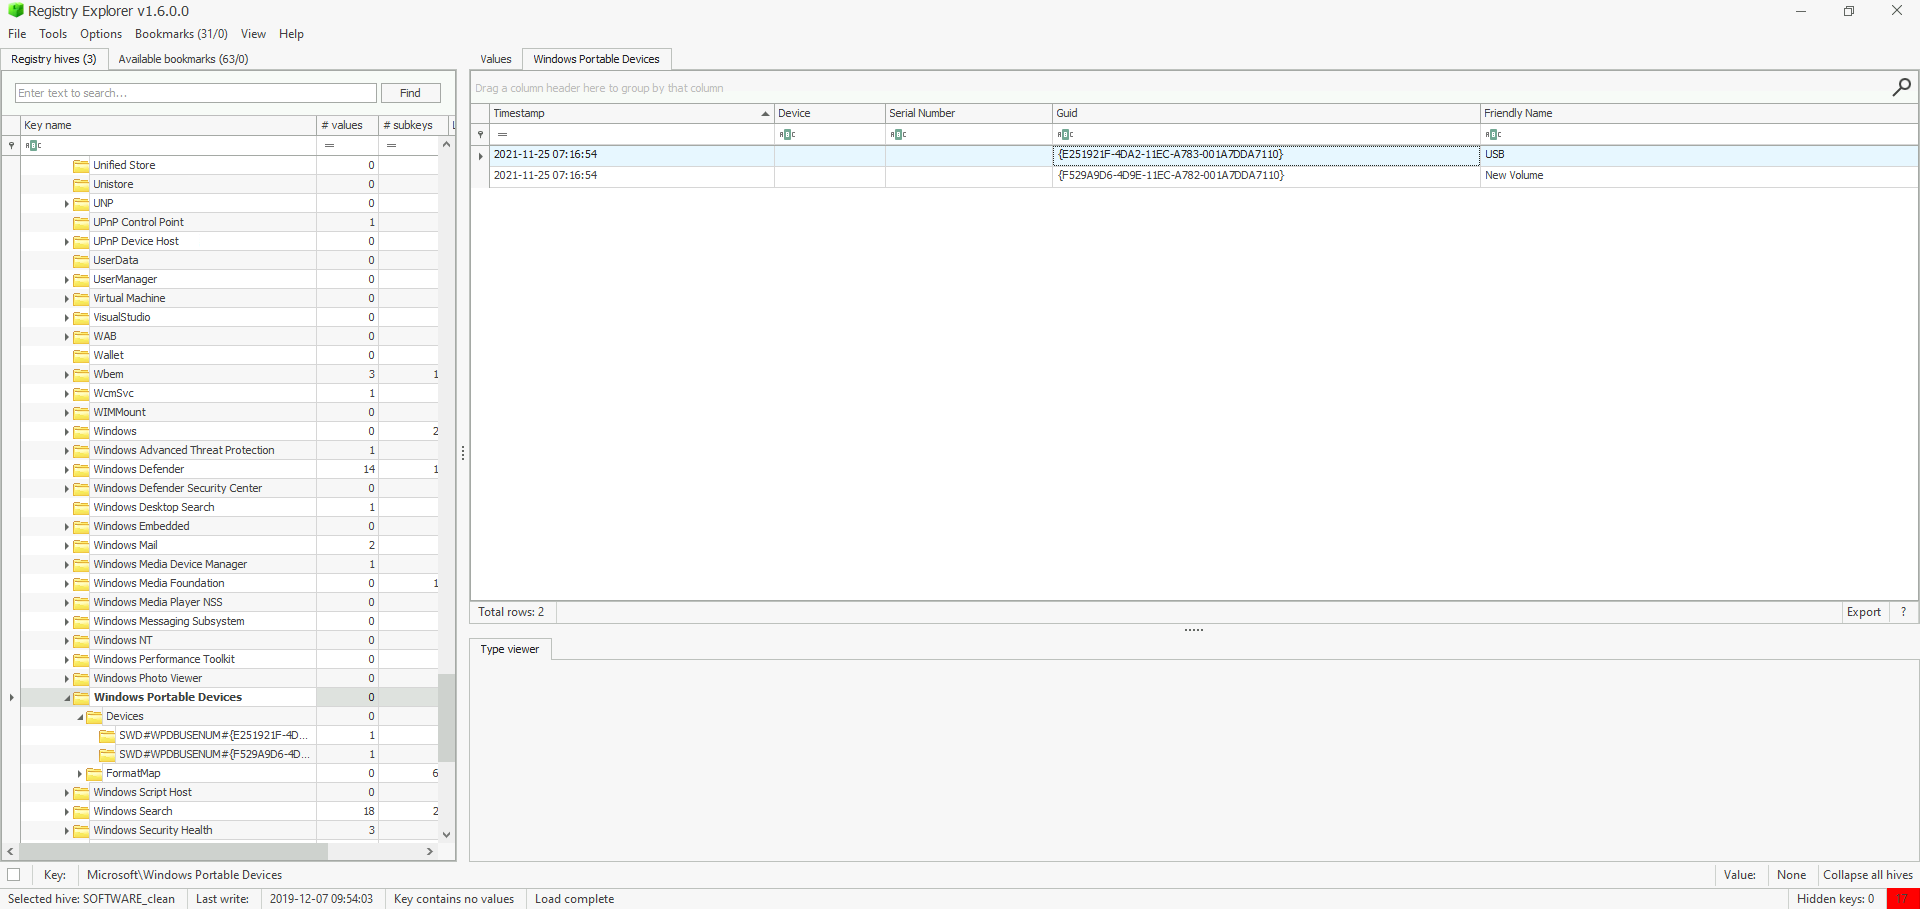 Registry Explorer v1.6.0.0
File Tools Options Bookmarks (31/0) View Help
Registry hives (3) Available bookmarks (63/0)
Enter text to search... Find
Key name # values # subkeys
=  =
Unified Store 0
Unistore 0
UNP 0
UPnP Control Point 1
UPnP Device Host 0
UserData 0
UserManager 0
Virtual Machine 0
VisualStudio 0
WAB 0
Wallet 0
Wbem 3 1
WcmSvc 1
WIMMount 0
Windows 0 2
Windows Advanced Threat Protection 1
Windows Defender 14 1
Windows Defender Security Center 0
Windows Desktop Search 1
Windows Embedded 0
Windows Mail 2
Windows Media Device Manager 1
Windows Media Foundation 0 1
Windows Media Player NSS 0
Windows Messaging Subsystem 0
Windows NT 0
Windows Performance Toolkit 0
Windows Photo Viewer 0
Windows Portable Devices 0
Devices 0
SWD#WPDBUSENUM#{E251921F-4D... 1
SWD#WPDBUSENUM#{F529A9D6-4D... 1
FormatMap 0 6
Windows Script Host 0
Windows Search 18 2
Windows Security Health 3
Values Windows Portable Devices
Drag a column header here to group by that column
Timestamp Device Serial Number Guid Friendly Name
= ABC ABC ABC ABC
2021-11-25 07:16:54 {E251921F-4DA2-11EC-A783-001A7DDA7110} USB
2021-11-25 07:16:54 {F529A9D6-4D9E-11EC-A782-001A7DDA7110} New Volume
Total rows: 2 Export ?
Type viewer
Key: Microsoft\Windows Portable Devices Value: None Collapse all hives
Selected hive: SOFTWARE_clean Last write: 2019-12-07 09:54:03 Key contains no values Load complete Hidden keys: 0 17